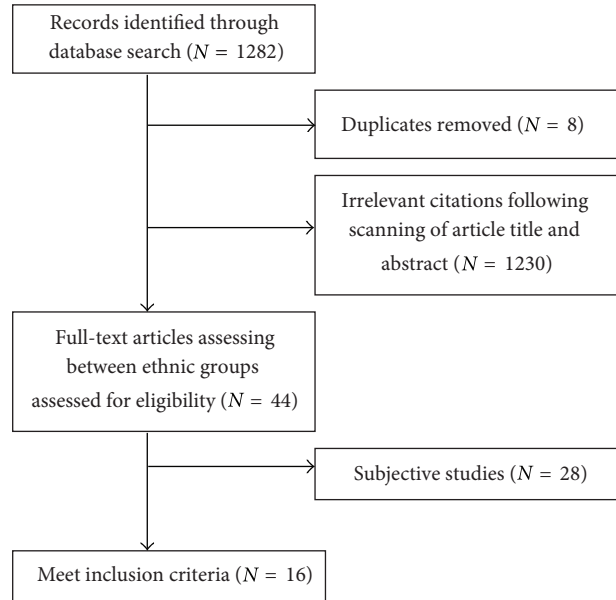 Records identified through
database search (N = 1282)
Duplicates removed (N = 8)
Irrelevant citations following
scanning of article title and
abstract (N = 1230)
Full-text articles assessing
between ethnic groups
assessed for eligibility (N = 44)
Subjective studies (N = 28)
Meet inclusion criteria (N = 16)